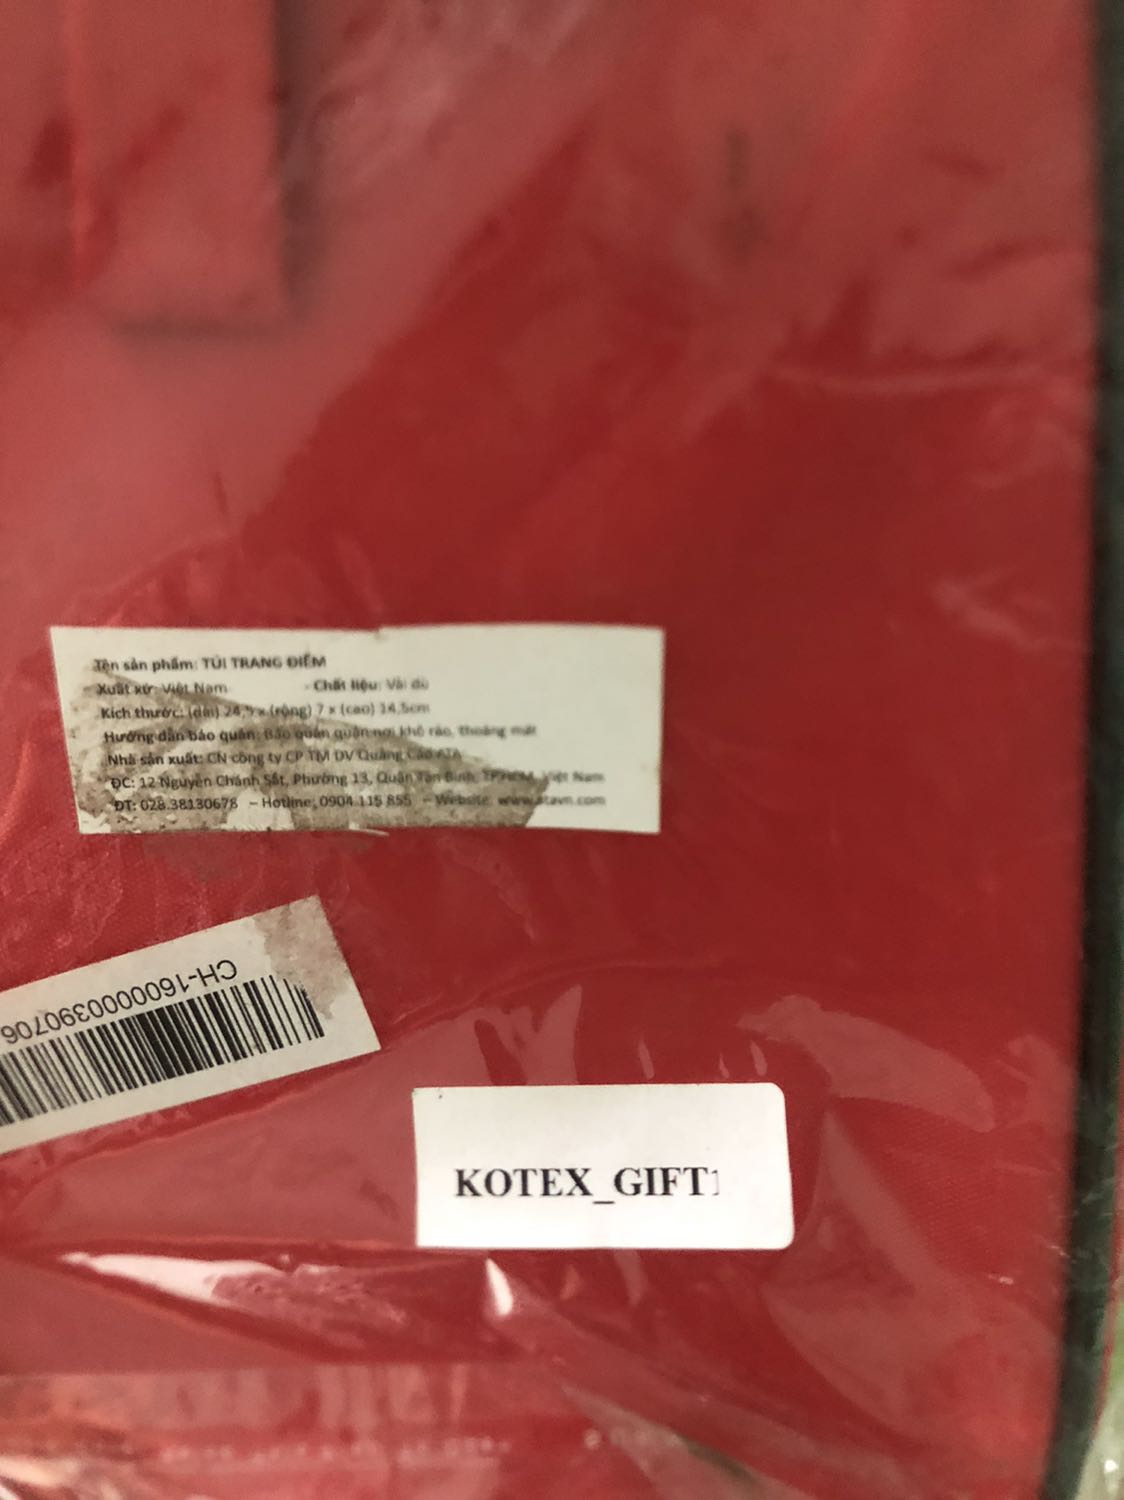 Tên sản phẩm: TÚI TRANG ĐIỂM
Xuất xứ: Việt Nam - Chất liệu: Vải dù
Kích thước: (dài) 24,5 x (rộng) 7 x (cao) 14,5cm
Hướng dẫn bảo quản: Bảo quản quận nơi khô ráo, thoáng mát
Nhà sản xuất: CN công ty CP TM DV Quảng Cáo ATA
ĐC: 12 Nguyễn Chánh Sắt, Phường 13, Quận Tân Bình, TP.HCM, Việt Nam
ĐT: 028.38130678 – Hotline: 0904 115 855 – Website: www.atavn.com
CH-1600000390706
KOTEX_GIFT1